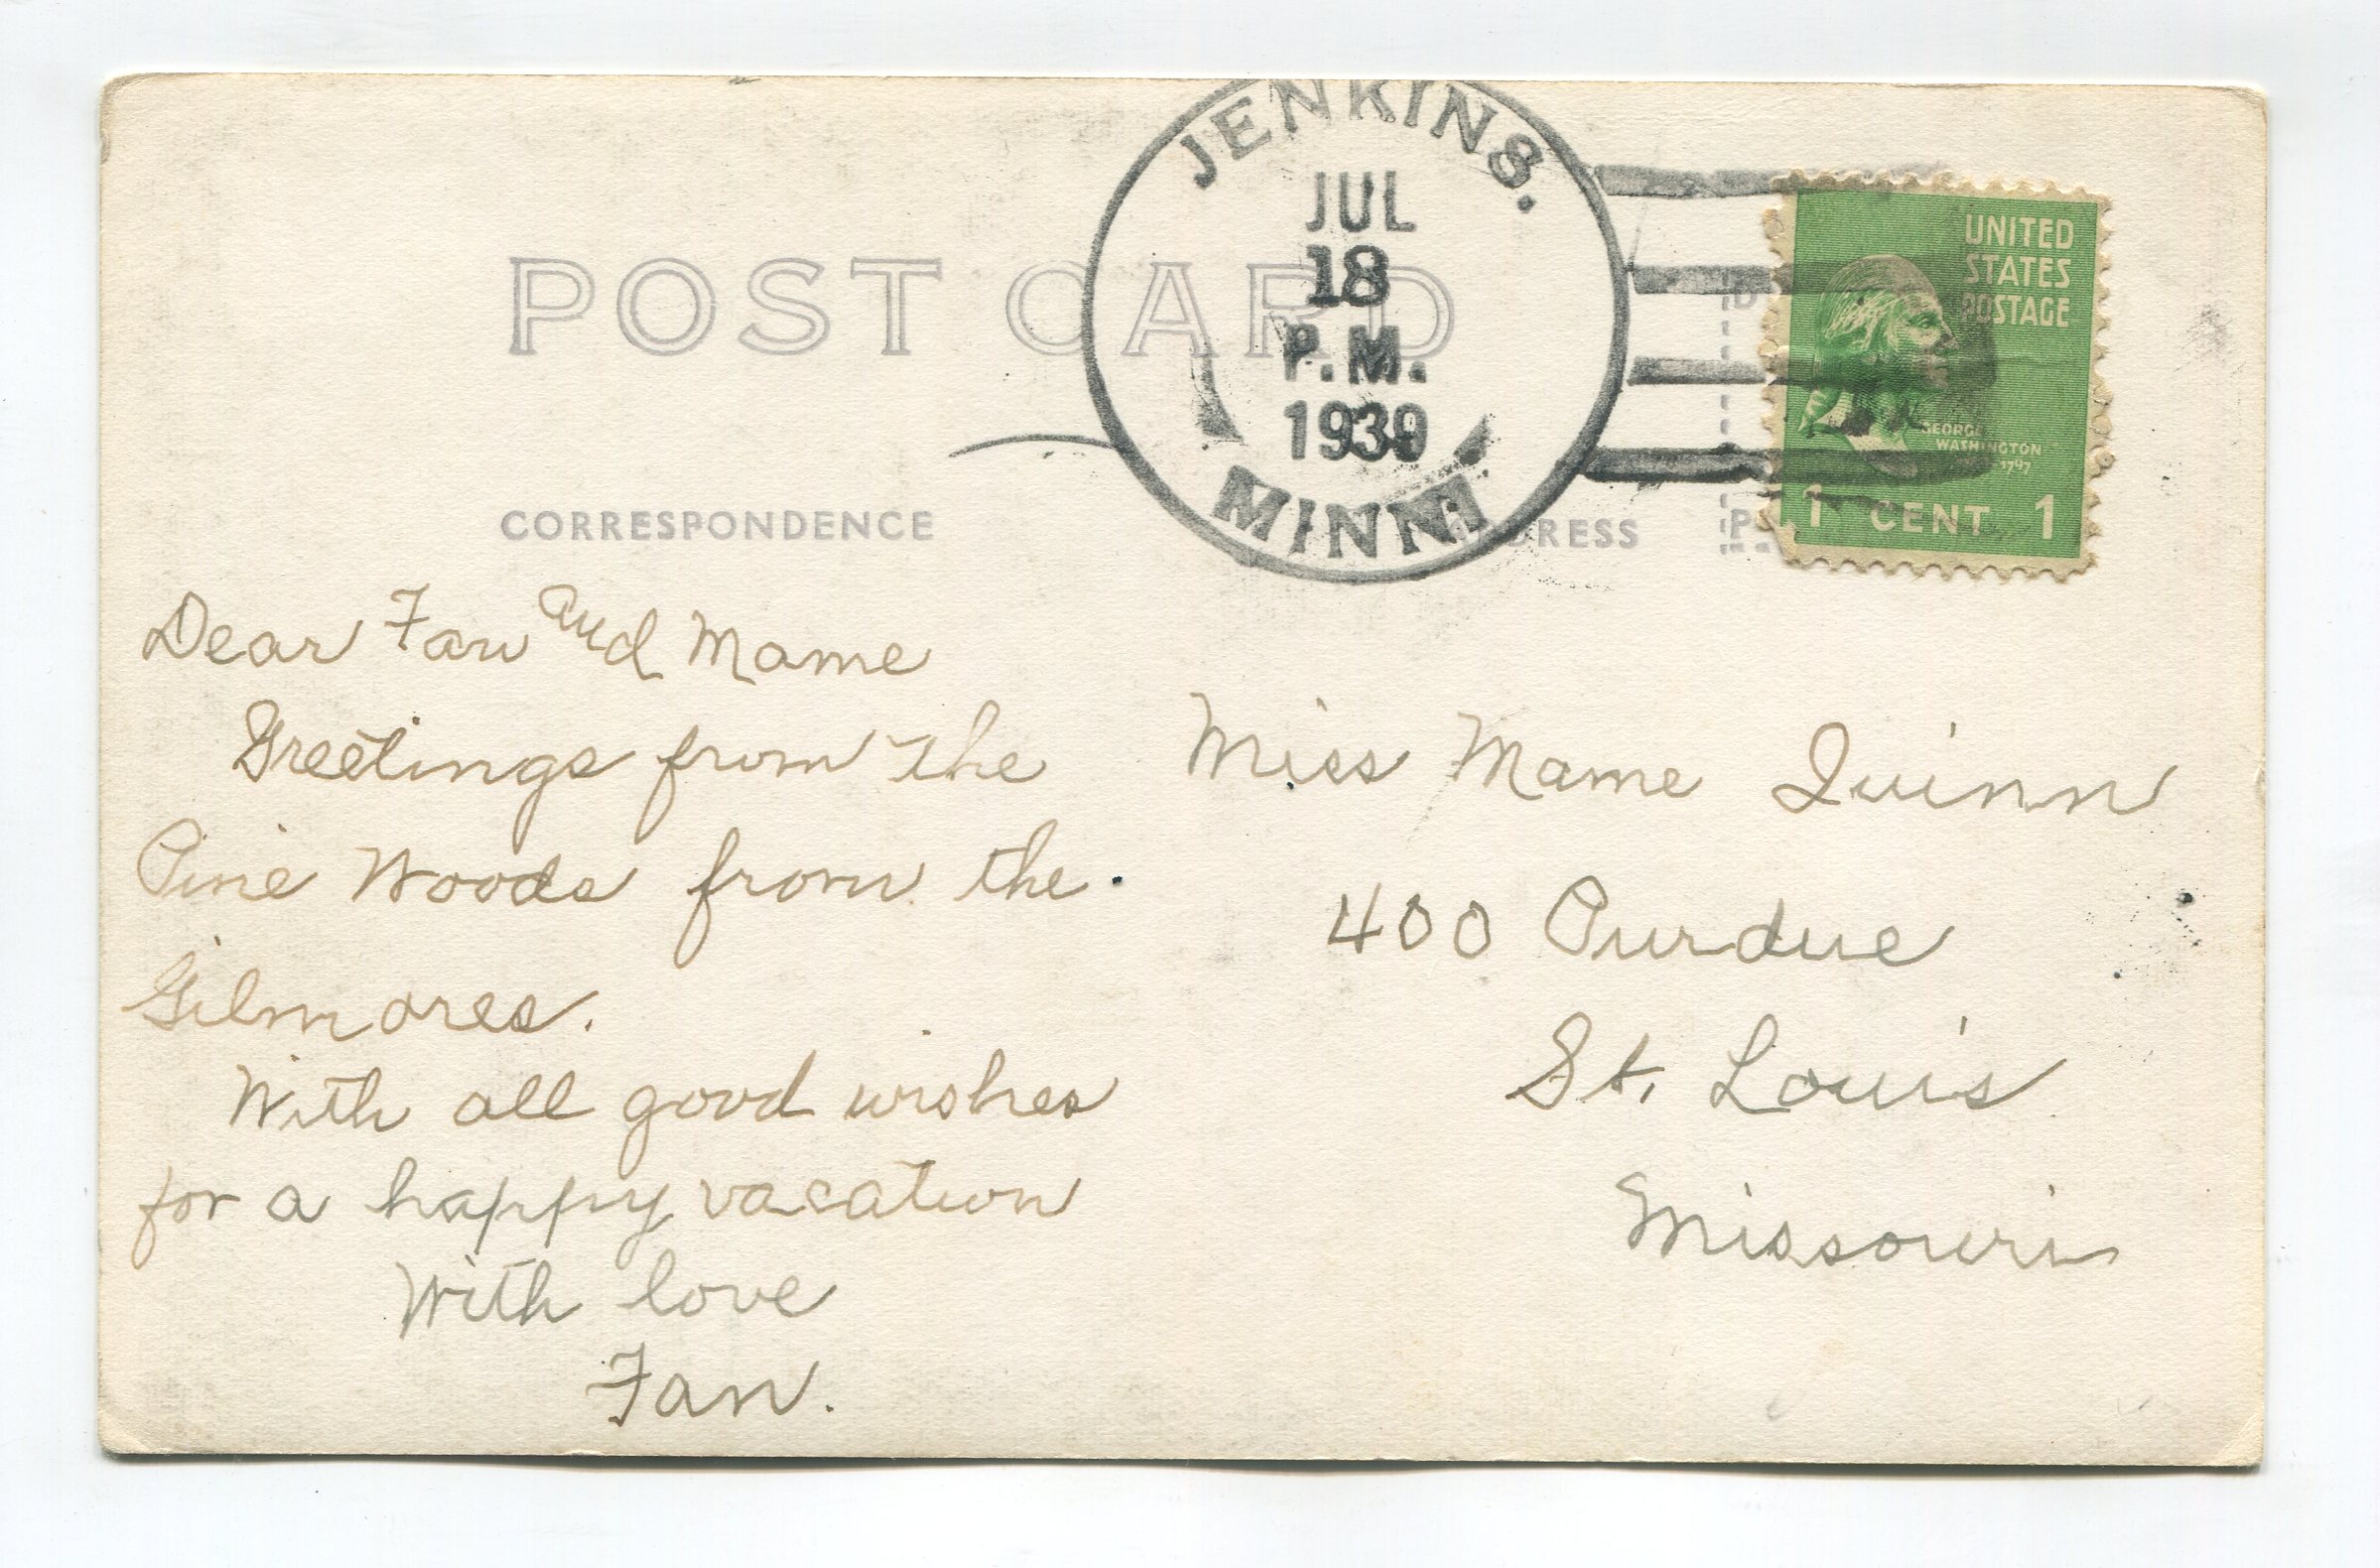 POST CARD
JENKINS.
JUL
18
P.M.
1939
MINN
UNITED
STATES
POSTAGE
GEORGE
WASHINGTON
1 CENT 1
CORRESPONDENCE
ADDRESS
Dear Fan and Mame
Greetings from the
Pine Woods from the
Gilmores.
With all good wishes
for a happy vacation
With love
Fan.
Miss Mame Quinn
400 Purdue
St. Louis
Missouri